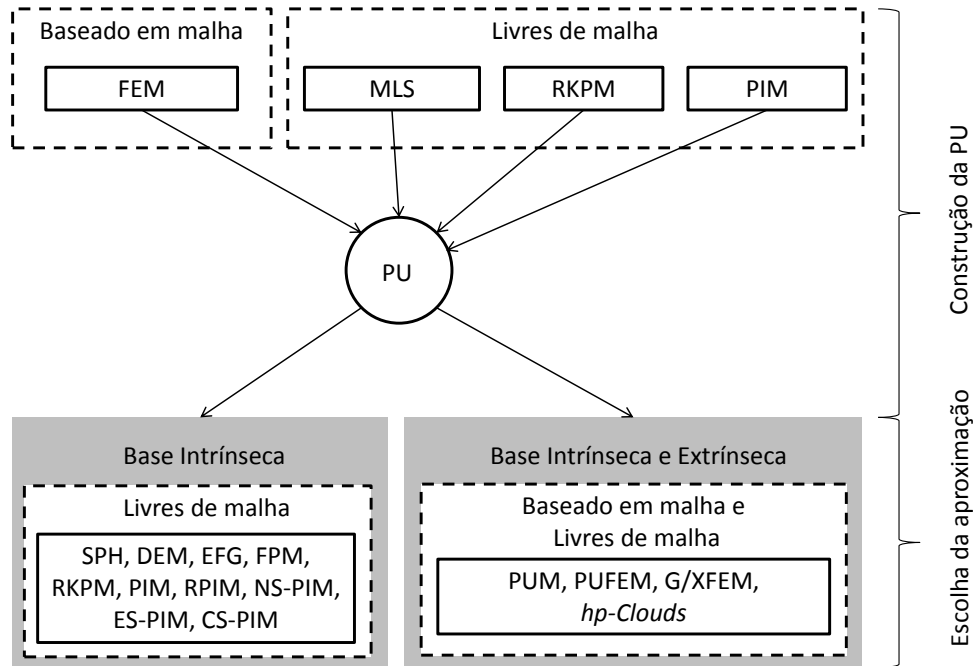 Baseado em malha
FEM
Livres de malha
MLS
RKPM
PIM
PU
Construção da PU
Base Intrínseca
Livres de malha
SPH, DEM, EFG, FPM,
RKPM, PIM, RPIM, NS-PIM,
ES-PIM, CS-PIM
Base Intrínseca e Extrínseca
Baseado em malha e
Livres de malha
PUM, PUFEM, G/XFEM,
hp-Clouds
Escolha da aproximação